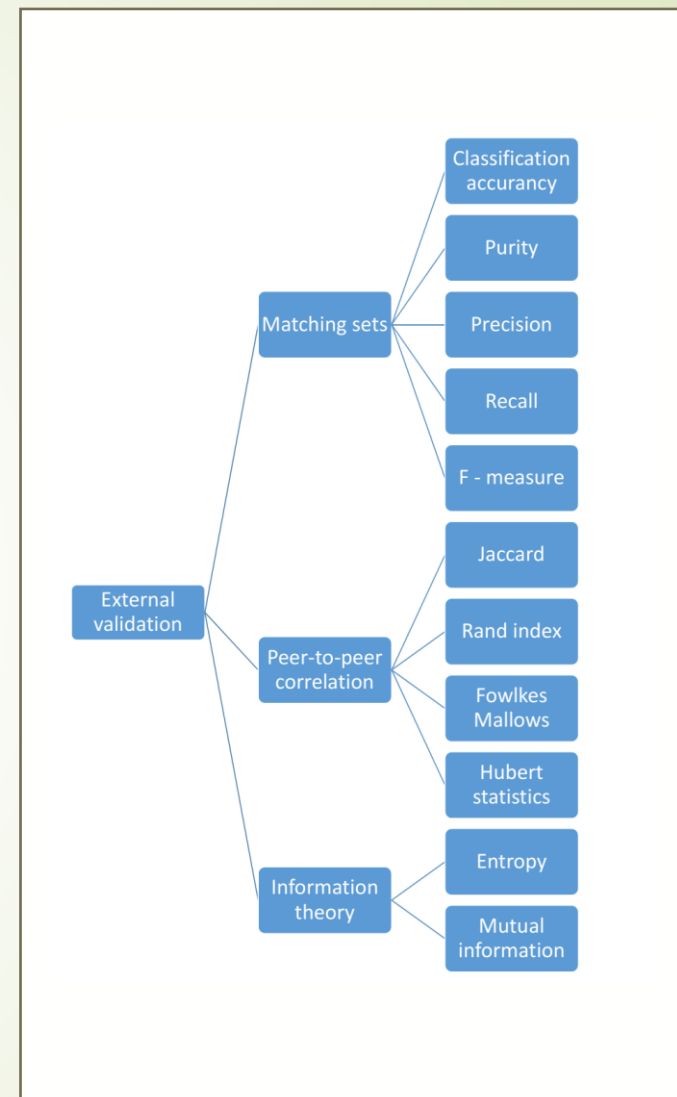 Classification
accurancy
Purity
Matching sets
Precision
Recall
F - measure
Jaccard
External
validation
Rand index
Peer-to-peer
correlation
Fowlkes
Mallows
Hubert
statistics
Entropy
Information
theory
Mutual
information